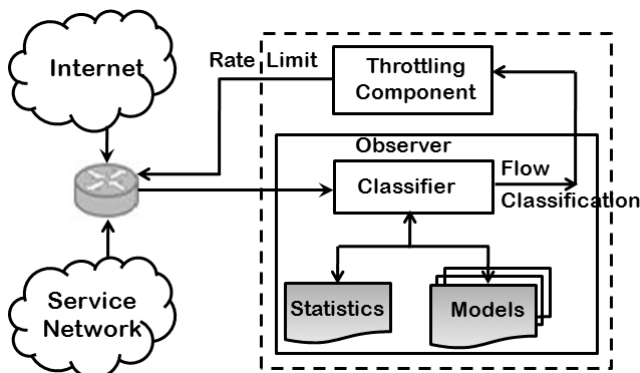 Internet
Rate Limit
Throttling
Component
Observer
Classifier
Flow
Classification
Service
Network
Statistics
Models